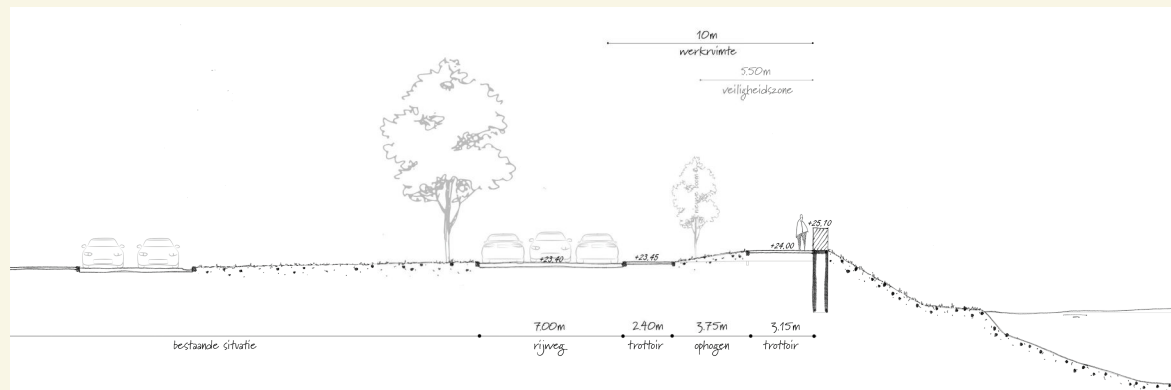 10m
werkruimte
5.50m
veiligheidszone
+25,10
+24,00
+23,40
+23,45
7.00m
2.40m
3.75m
3.15m
bestaande situatie
rijweg
trottoir
ophogen
trottoir